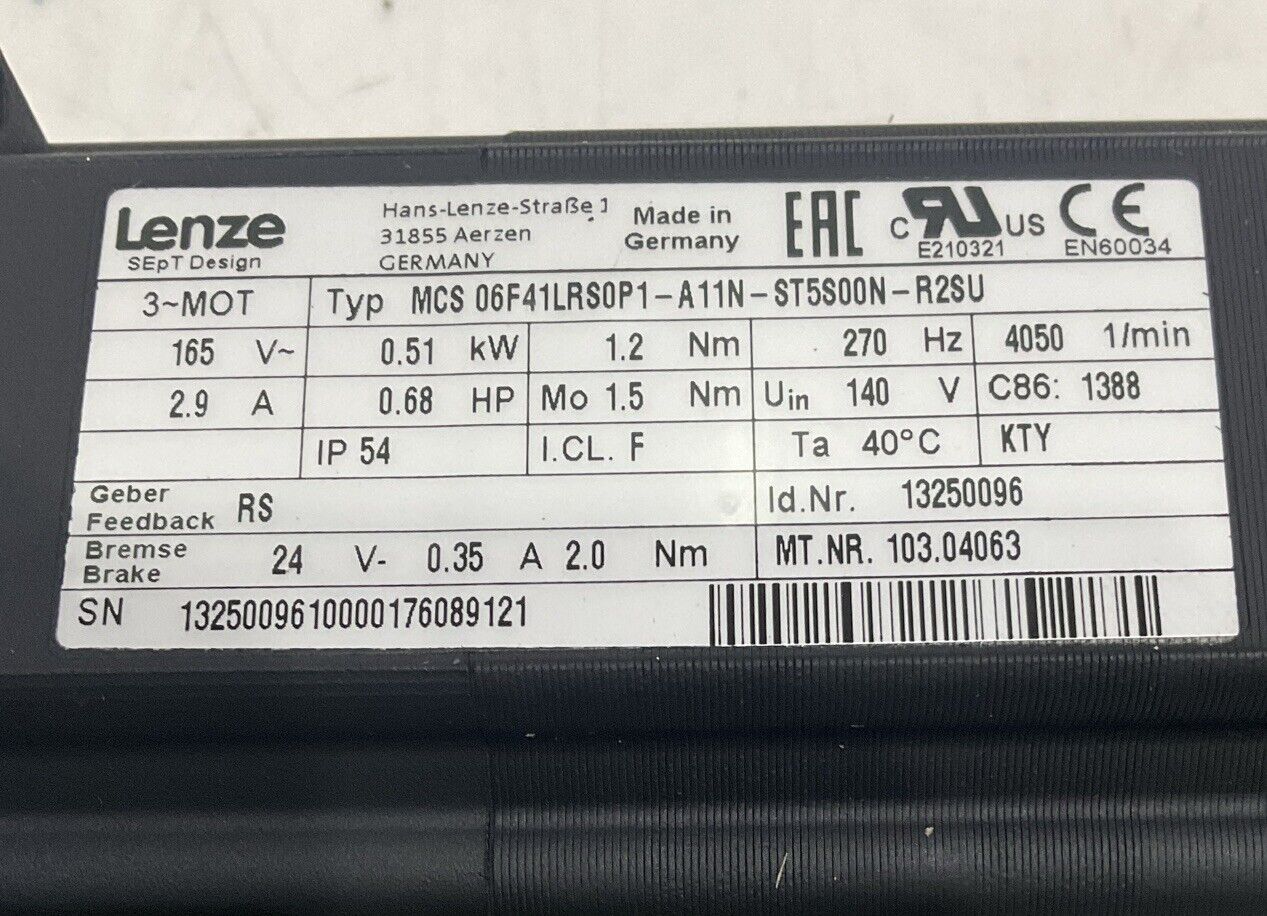 Lenze
SEpT Design
Hans-Lenze-Straße 1
31855 Aerzen
GERMANY
Made in
Germany
EAC
C RU US
E210321
CE
EN60034
3~MOT Typ MCS 06F41LRS0P1-A11N-ST5S00N-R2SU
165 V~ 0.51 kW 1.2 Nm 270 Hz 4050 1/min
2.9 A 0.68 HP Mo 1.5 Nm Uin 140 V C86: 1388
IP 54 I.CL. F Ta 40°C KTY
Geber
Feedback RS
Id.Nr. 13250096
Bremse
Brake 24 V- 0.35 A 2.0 Nm
MT.NR. 103.04063
SN 1325009610000176089121